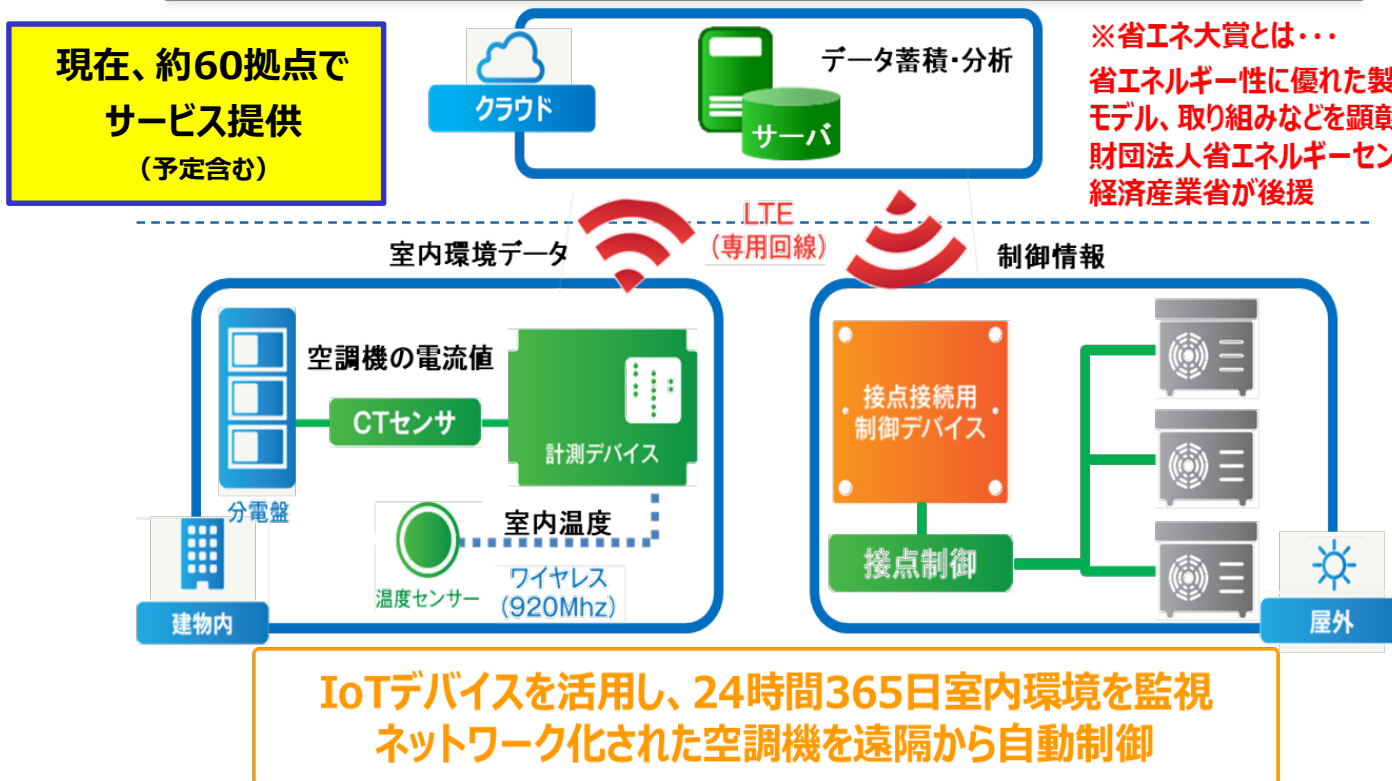 現在、約60拠点で
サービス提供
（予定含む）
クラウド
データ蓄積・分析
サーバ
※省エネ大賞とは・・・
省エネルギー性に優れた製
モデル、取り組みなどを顕彰
財団法人省エネルギーセン
経済産業省が後援
LTE
（専用回線）
室内環境データ
制御情報
空調機の電流値
CTセンサ
計測デバイス
分電盤
室内温度
温度センサー
ワイヤレス
(920Mhz)
建物内
接点接続用
制御デバイス
接点制御
屋外
IoTデバイスを活用し、24時間365日室内環境を監視
ネットワーク化された空調機を遠隔から自動制御